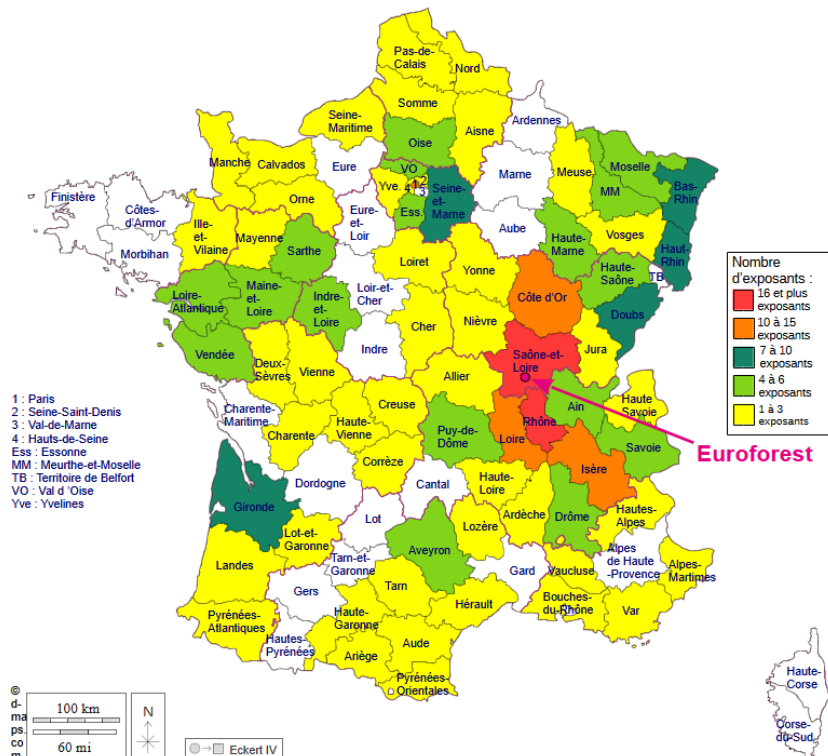 Pas-de-
Calais
Nord
Somme
Seine-
Maritime
Aisne
Ardennes
Oise
Manche
Calvados
Eure
VO
Marne
Meuse
Moselle
Bas-
Rhin
MM
Yve.
4
1
2
3
Seine-
et-
Marne
Ess.
Orne
Finistère
Côtes-
d'Armor
Morbihan
Ille-
et-
Vilaine
Mayenne
Eure-
et-
Loir
Aube
Haute-
Marne
Vosges
Haut-
Rhin
Sarthe
Loiret
Yonne
Haute-
Saône
TB
Loire-
Atlantique
Maine-
et-
Loire
Indre-
et-
Loire
Loir-et-
Cher
Côte d'Or
Doubs
Cher
Nièvre
Vendée
Deux-
Sèvres
Vienne
Indre
Saône-et-
Loire
Jura
Allier
Nombre
d'exposants :
16 et plus
exposants
10 à 15
exposants
7 à 10
exposants
4 à 6
exposants
1 à 3
exposants
1 : Paris
2 : Seine-Saint-Denis
3 : Val-de-Marne
4 : Hauts-de-Seine
Ess : Essonne
MM : Meurthe-et-Moselle
TB : Territoire de Belfort
VO : Val d 'Oise
Yve : Yvelines
Charente-
Maritime
Charente
Haute-
Vienne
Creuse
Puy-de-
Dôme
Loire
Rhône
Ain
Haute
Savoie
Savoie
Euroforest
Corrèze
Isère
Dordogne
Cantal
Haute-
Loire
Gironde
Lot
Ardèche
Drôme
Hautes-
Alpes
Lot-et-
Garonne
Aveyron
Lozère
Landes
Tarn-et-
Garonne
Gard
Vaucluse
Alpes
de Haute
-Provence
Alpes-
Martimes
Gers
Tarn
Hérault
Bouches-
du-Rhône
Var
Pyrénées-
Atlantiques
Hautes-
Pyrénées
Haute-
Garonne
Ariège
Aude
Pyrénées-
Orientales
Haute-
Corse
Corse-
du-Sud
©
d-
ma
ps.
co
m
100 km
60 mi
N
Eckert IV